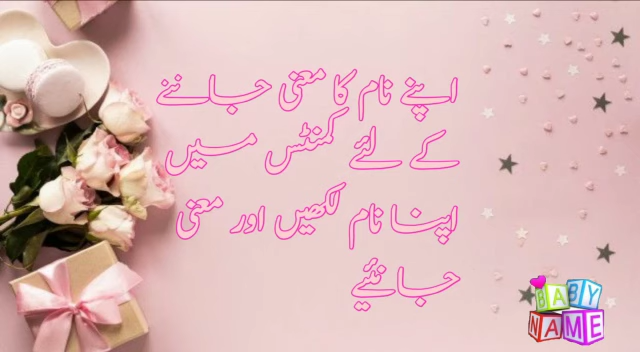 اپنے نام کا معنی جاننے
کے لئے کمنٹس میں
اپنا نام لکھیں اور معنی
جانئیے
BABY
NAME